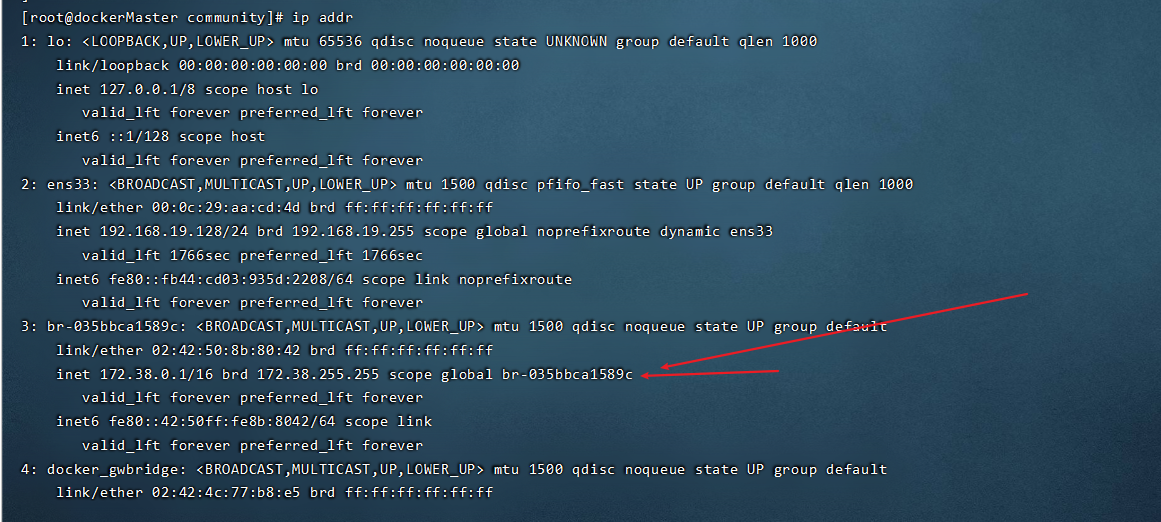 [root@dockerMaster community]# ip addr
1: lo: <LOOPBACK,UP,LOWER_UP> mtu 65536 qdisc noqueue state UNKNOWN group default qlen 1000
link/loopback 00:00:00:00:00:00 brd 00:00:00:00:00:00
inet 127.0.0.1/8 scope host lo
valid_lft forever preferred_lft forever
inet6 ::1/128 scope host
valid_lft forever preferred_lft forever
2: ens33: <BROADCAST,MULTICAST,UP,LOWER_UP> mtu 1500 qdisc pfifo_fast state UP group default qlen 1000
link/ether 00:0c:29:aa:cd:4d brd ff:ff:ff:ff:ff:ff
inet 192.168.19.128/24 brd 192.168.19.255 scope global noprefixroute dynamic ens33
valid_lft 1766sec preferred_lft 1766sec
inet6 fe80::fb44:cd03:935d:2208/64 scope link noprefixroute
valid_lft forever preferred_lft forever
3: br-035bbca1589c: <BROADCAST,MULTICAST,UP,LOWER_UP> mtu 1500 qdisc noqueue state UP group default
link/ether 02:42:50:8b:80:42 brd ff:ff:ff:ff:ff:ff
inet 172.38.0.1/16 brd 172.38.255.255 scope global br-035bbca1589c
valid_lft forever preferred_lft forever
inet6 fe80::42:50ff:fe8b:8042/64 scope link
valid_lft forever preferred_lft forever
4: docker_gwbridge: <BROADCAST,MULTICAST,UP,LOWER_UP> mtu 1500 qdisc noqueue state UP group default
link/ether 02:42:4c:77:b8:e5 brd ff:ff:ff:ff:ff:ff